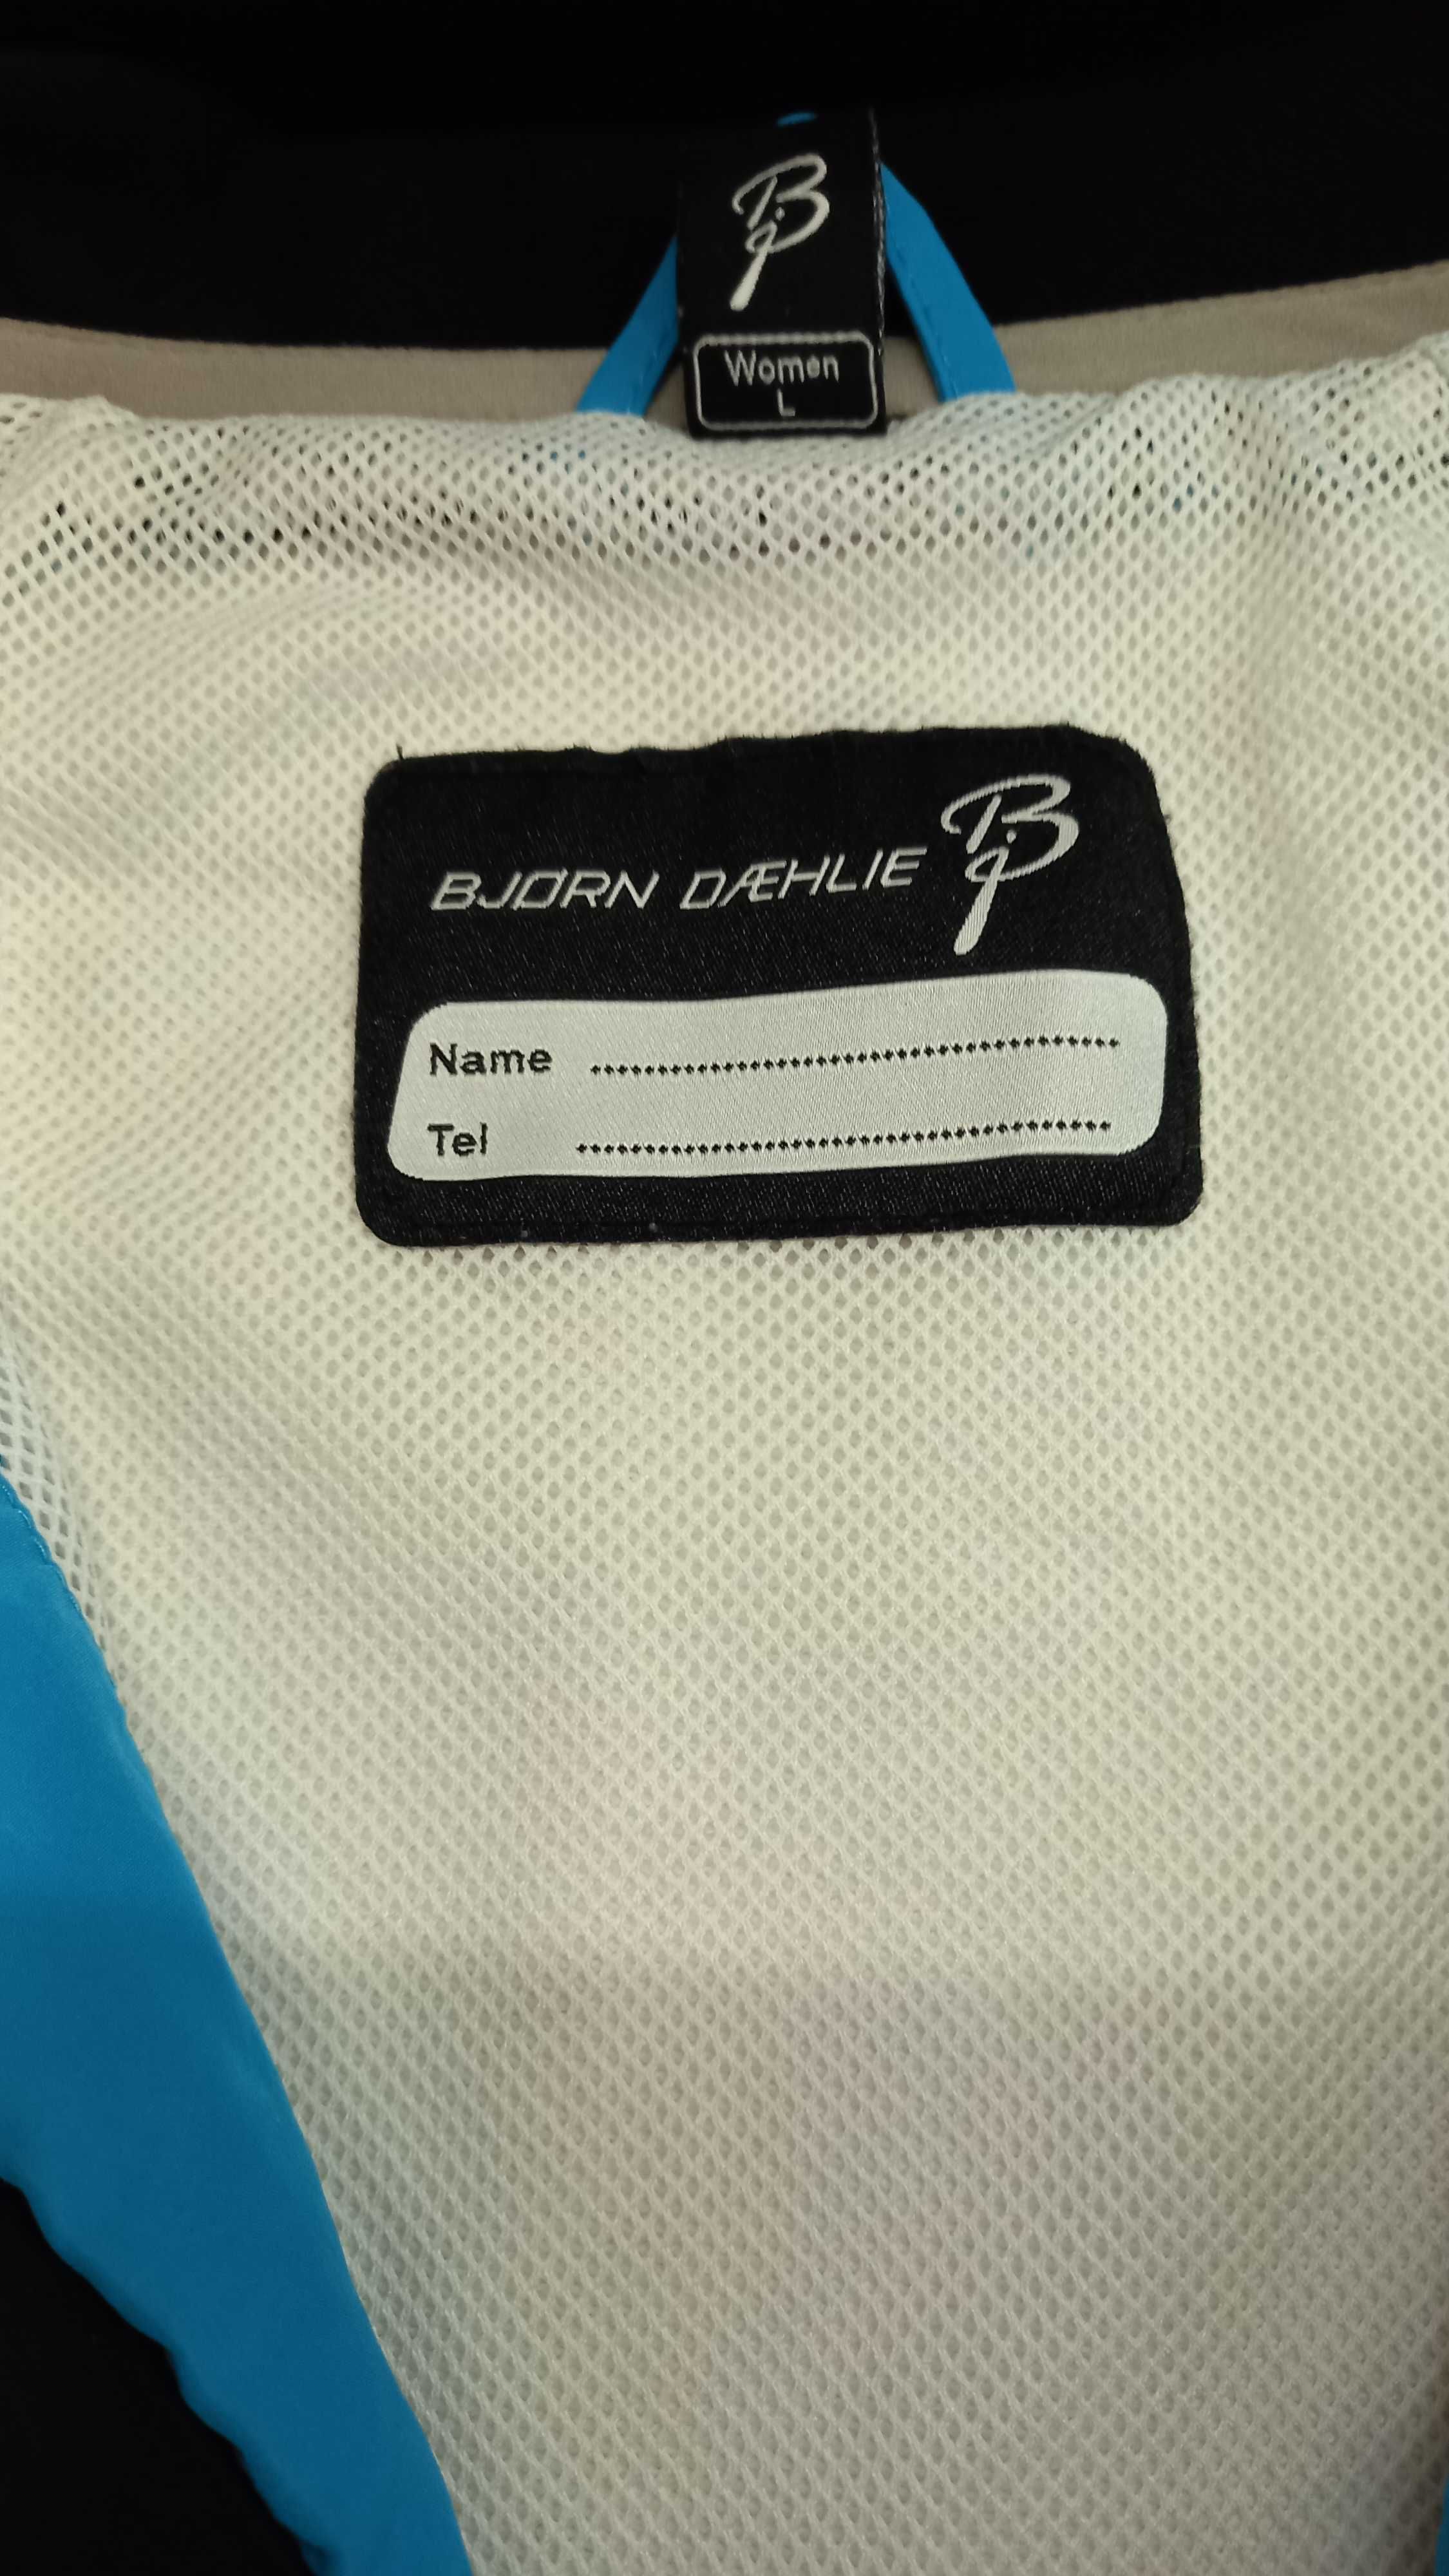 Women
L
BJØRN DÆHLIE
Name ........................................
Tel ........................................